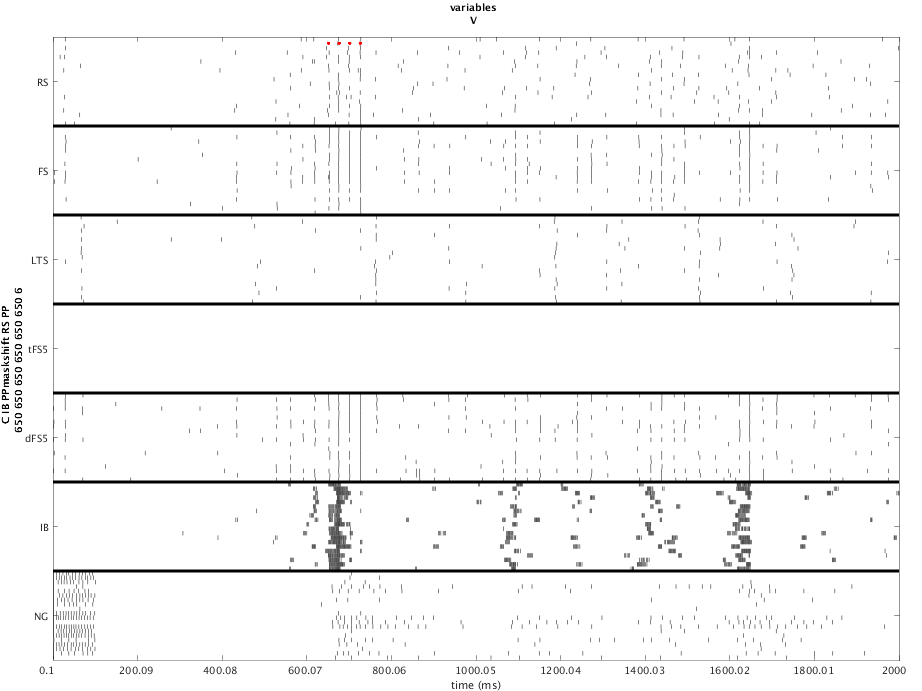 variables
V
RS
FS
LTS
tFS5
dFS5
IB
NG
C IB PPmaskshift RS PP
650 650 650 650 650 650 6
0.1 200.09 400.08 600.07 800.06 1000.05 1200.04 1400.03 1600.02 1800.01 2000
time (ms)